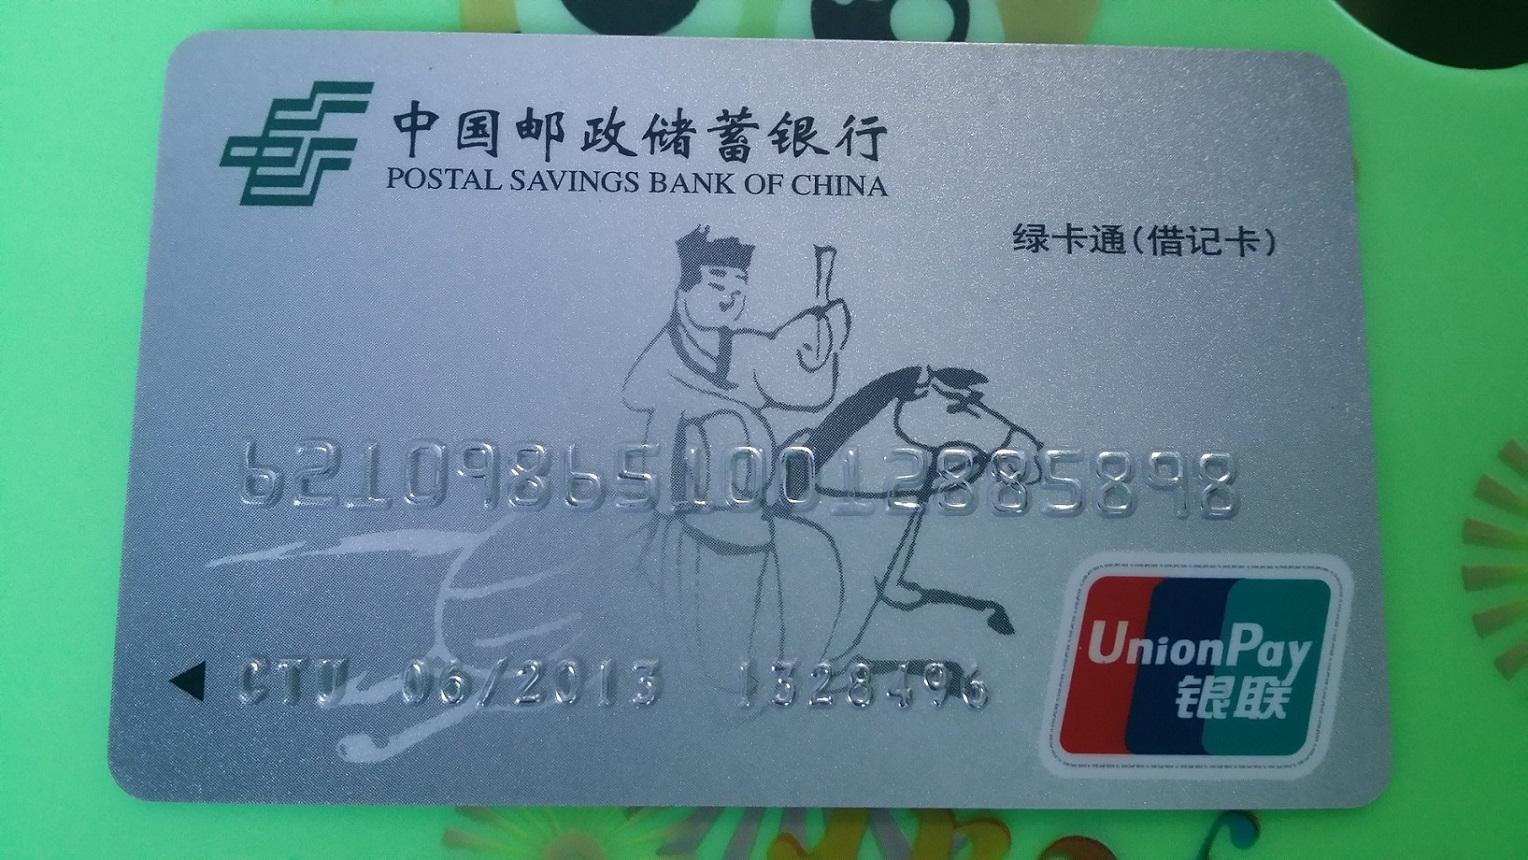 中国邮政储蓄银行
POSTAL SAVINGS BANK OF CHINA
绿卡通(借记卡)
6210986510012885898
CTU 06/2013 1328496
UnionPay
银联